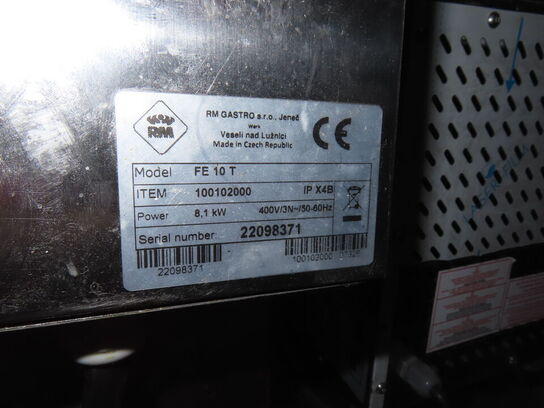 RM GASTRO s.r.o., Jeneč
Werk
Veselí nad Lužnicí
Made in Czech Republic
RM
CE
Model FE 10 T
ITEM 100102000 IP X4B
Power 8,1 kW 400V/3N~/50-60Hz
Serial number 22098371
22098371
100102000